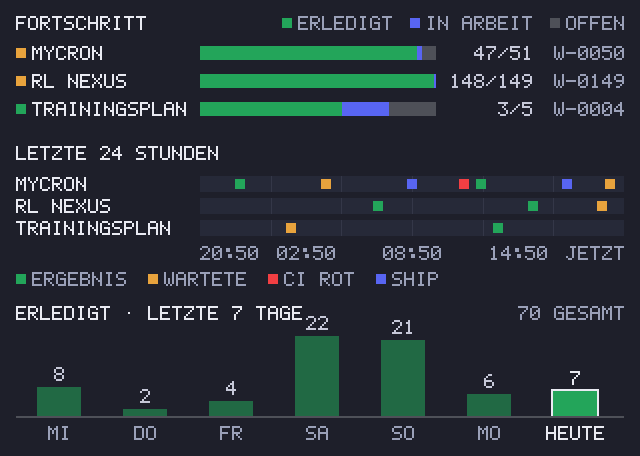 FORTSCHRITT ERLEDIGT IN ARBEIT OFFEN
MYCRON 47/51 W-0050
RL NEXUS 148/149 W-0149
TRAININGSPLAN 3/5 W-0004
LETZTE 24 STUNDEN
MYCRON
RL NEXUS
TRAININGSPLAN
20:50 02:50 08:50 14:50 JETZT
ERGEBNIS WARTETE CI ROT SHIP
ERLEDIGT · LETZTE 7 TAGE 70 GESAMT
8 2 4 22 21 6 7
MI DO FR SA SO MO HEUTE